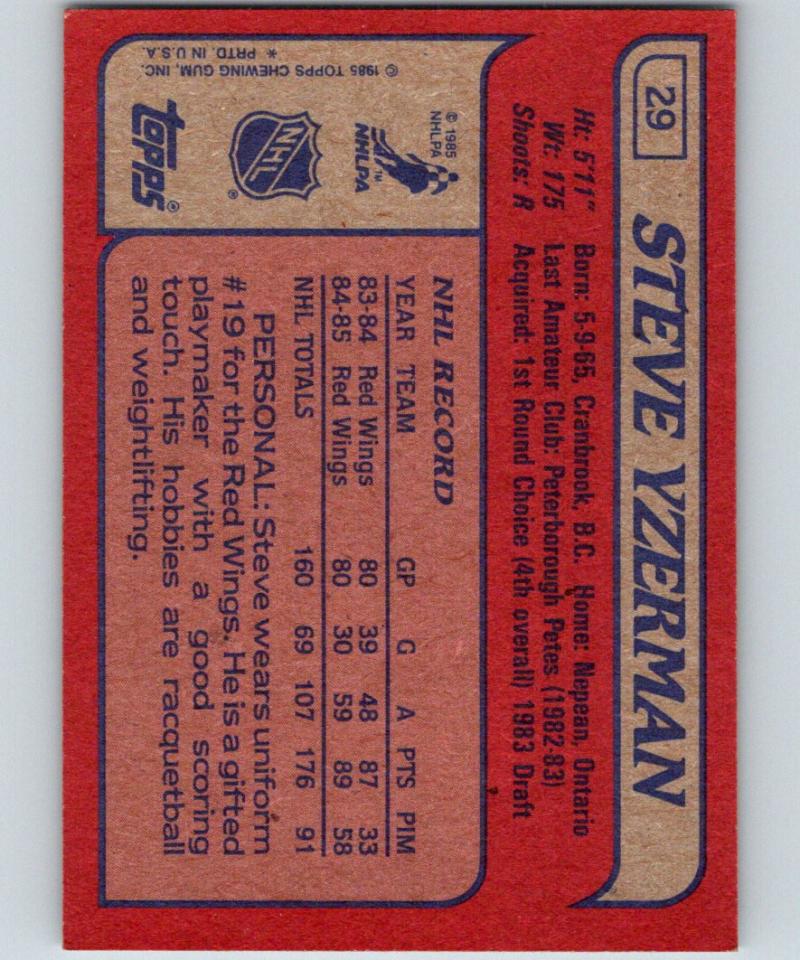 29 STEVE YZERMAN
Ht: 5'11" Born: 5-9-65, Cranbrook, B.C. Home: Nepean, Ontario
Wt: 175 Last Amateur Club: Peterborough Petes (1982-83)
Shoots: R Acquired: 1st Round Choice (4th overall) 1983 Draft
© 1985
NHLPA
NHLPA™
NHL®
topps®
© 1985 TOPPS CHEWING GUM, INC.
* PRTD. IN U.S.A.
NHL RECORD
YEAR TEAM GP G A PTS PIM
83-84 Red Wings 80 39 48 87 33
84-85 Red Wings 80 30 59 89 58
NHL TOTALS 160 69 107 176 91
PERSONAL: Steve wears uniform
#19 for the Red Wings. He is a gifted
playmaker with a good scoring
touch. His hobbies are racquetball
and weightlifting.